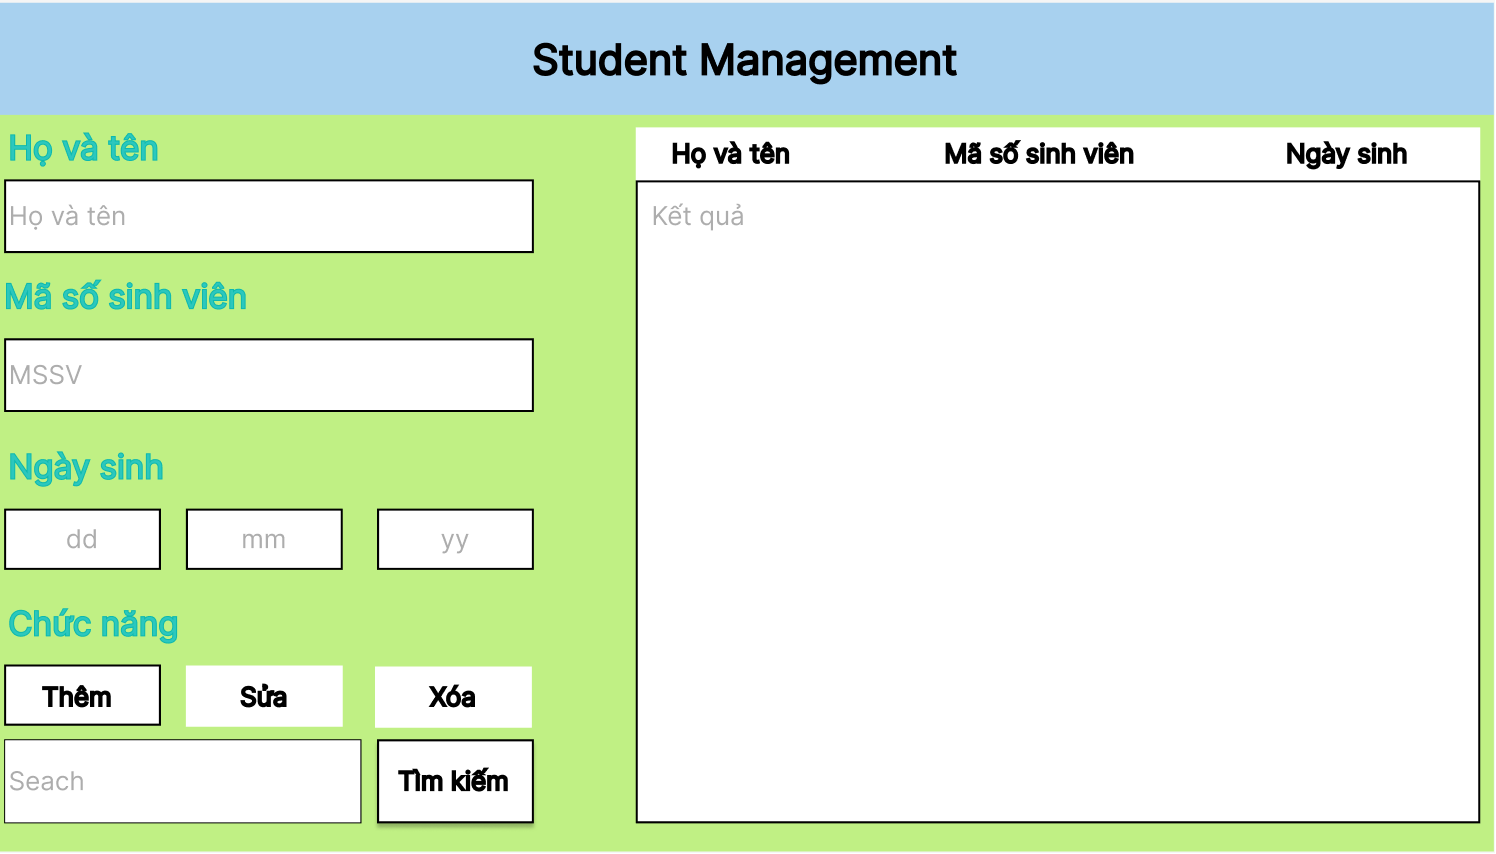 Student Management
Họ và tên
Họ và tên
Mã số sinh viên
MSSV
Ngày sinh
dd mm yy
Chức năng
Thêm Sửa Xóa
Seach Tìm kiếm
Họ và tên Mã số sinh viên Ngày sinh
Kết quả